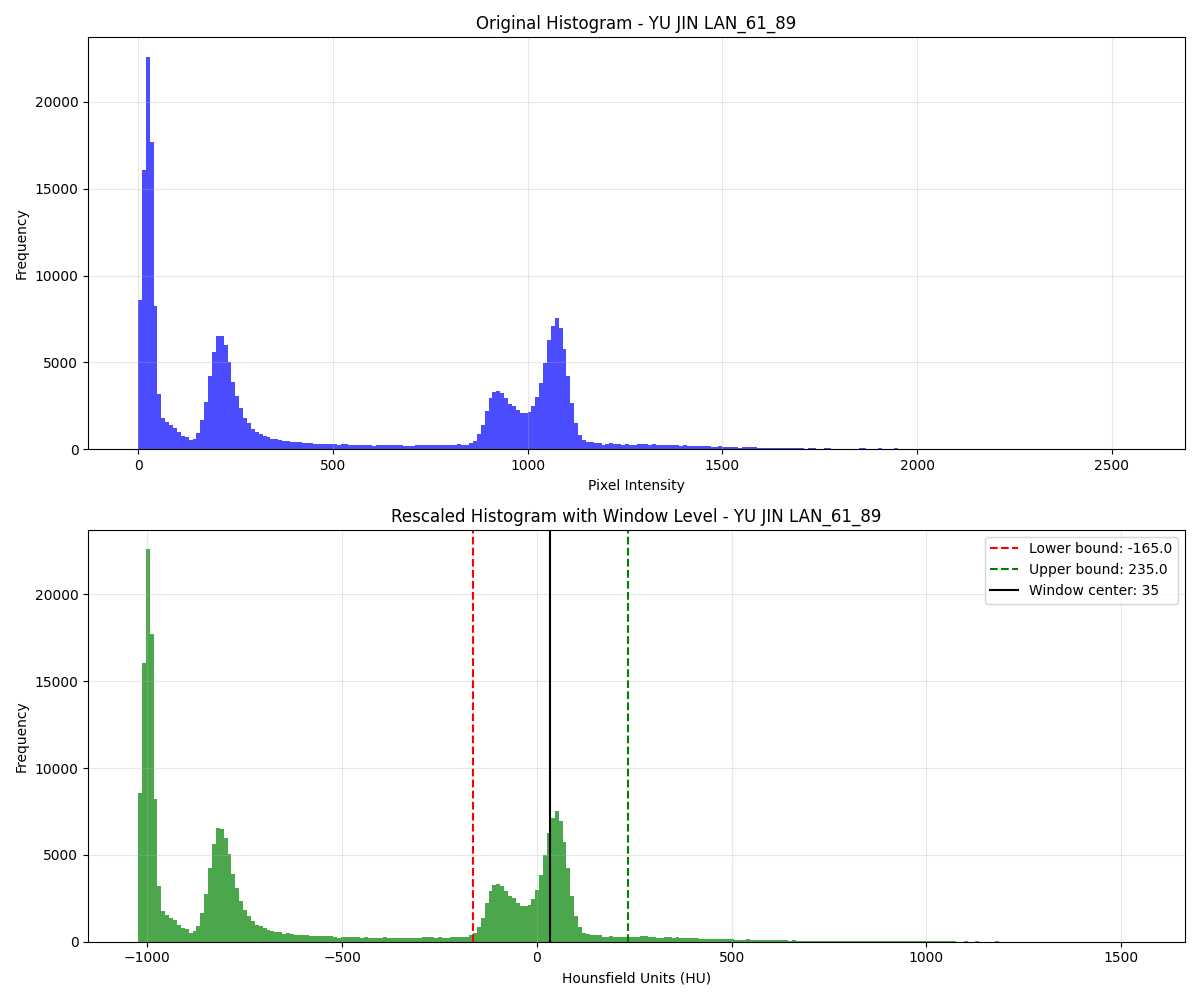 Original Histogram - YU JIN LAN_61_89
Frequency
20000
15000
10000
5000
0
0 500 1000 1500 2000 2500
Pixel Intensity
Rescaled Histogram with Window Level - YU JIN LAN_61_89
Lower bound: -165.0
Upper bound: 235.0
Window center: 35
Frequency
20000
15000
10000
5000
0
−1000 −500 0 500 1000 1500
Hounsfield Units (HU)